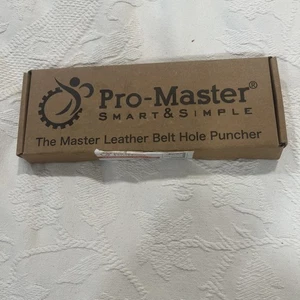 Pro-Master®
SMART & SIMPLE
The Master Leather Belt Hole Puncher